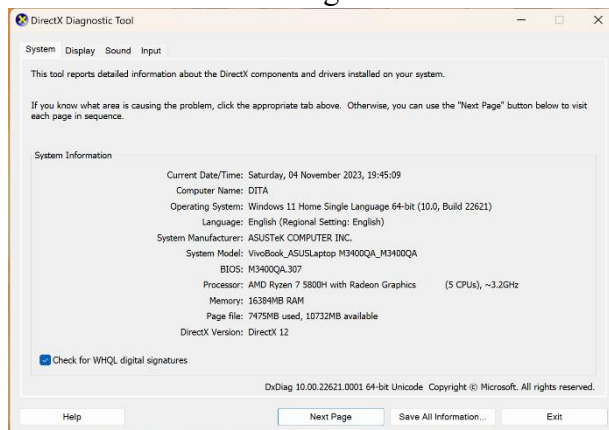 DirectX Diagnostic Tool
System Display Sound Input
This tool reports detailed information about the DirectX components and drivers installed on your system.
If you know what area is causing the problem, click the appropriate tab above. Otherwise, you can use the "Next Page" button below to visit
each page in sequence.
System Information
Current Date/Time: Saturday, 04 November 2023, 19:45:09
Computer Name: DITA
Operating System: Windows 11 Home Single Language 64-bit (10.0, Build 22621)
Language: English (Regional Setting: English)
System Manufacturer: ASUSTeK COMPUTER INC.
System Model: VivoBook_ASUSLaptop M3400QA_M3400QA
BIOS: M3400QA.307
Processor: AMD Ryzen 7 5800H with Radeon Graphics (5 CPUs), ~3.2GHz
Memory: 16384MB RAM
Page file: 7475MB used, 10732MB available
DirectX Version: DirectX 12
Check for WHQL digital signatures
DxDiag 10.00.22621.0001 64-bit Unicode Copyright © Microsoft. All rights reserved.
Help Next Page Save All Information... Exit